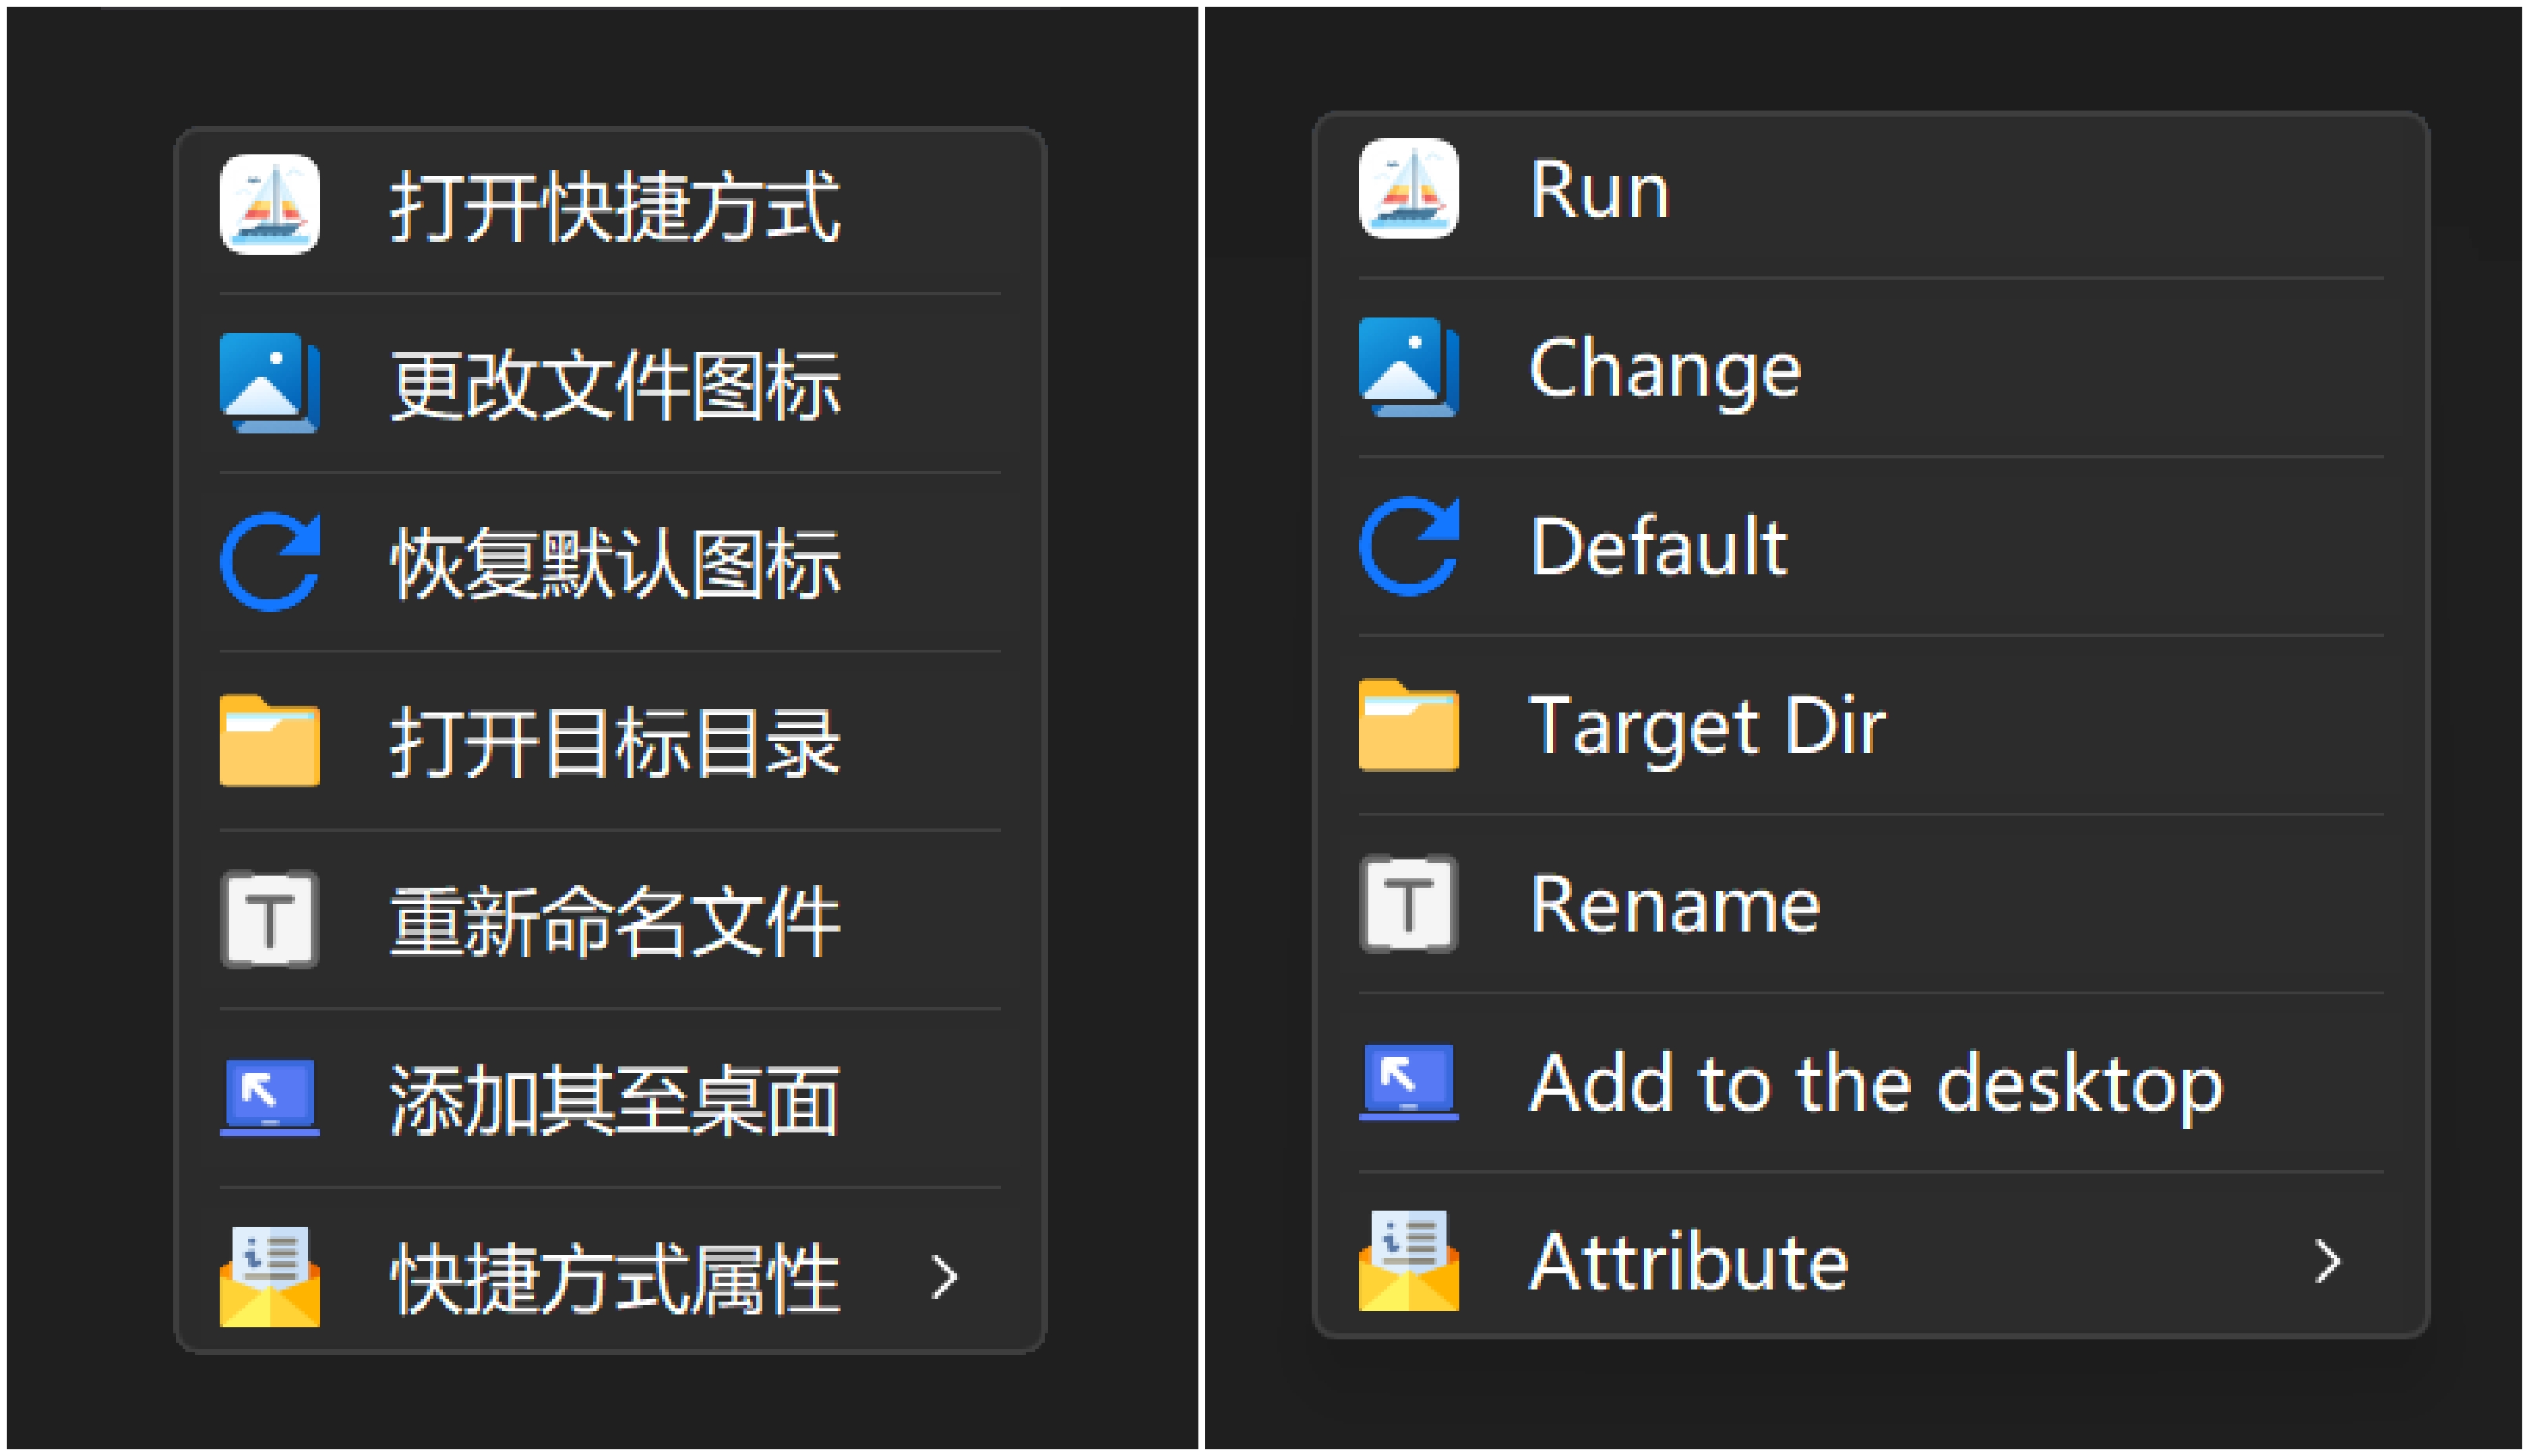 打开快捷方式
更改文件图标
恢复默认图标
打开目标目录
重新命名文件
添加其至桌面
快捷方式属性
Run
Change
Default
Target Dir
Rename
Add to the desktop
Attribute